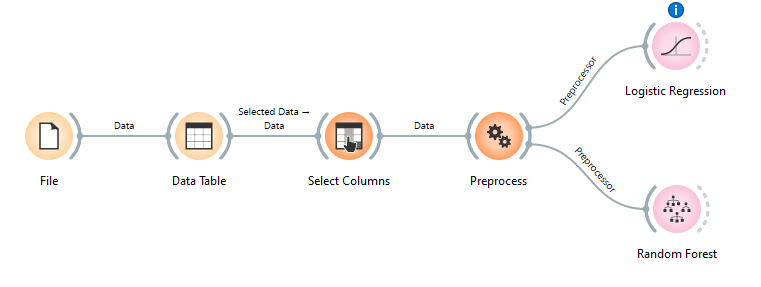 Data
Selected Data →
Data
Data
Preprocessor
Preprocessor
i
File
Data Table
Select Columns
Preprocess
Logistic Regression
Random Forest